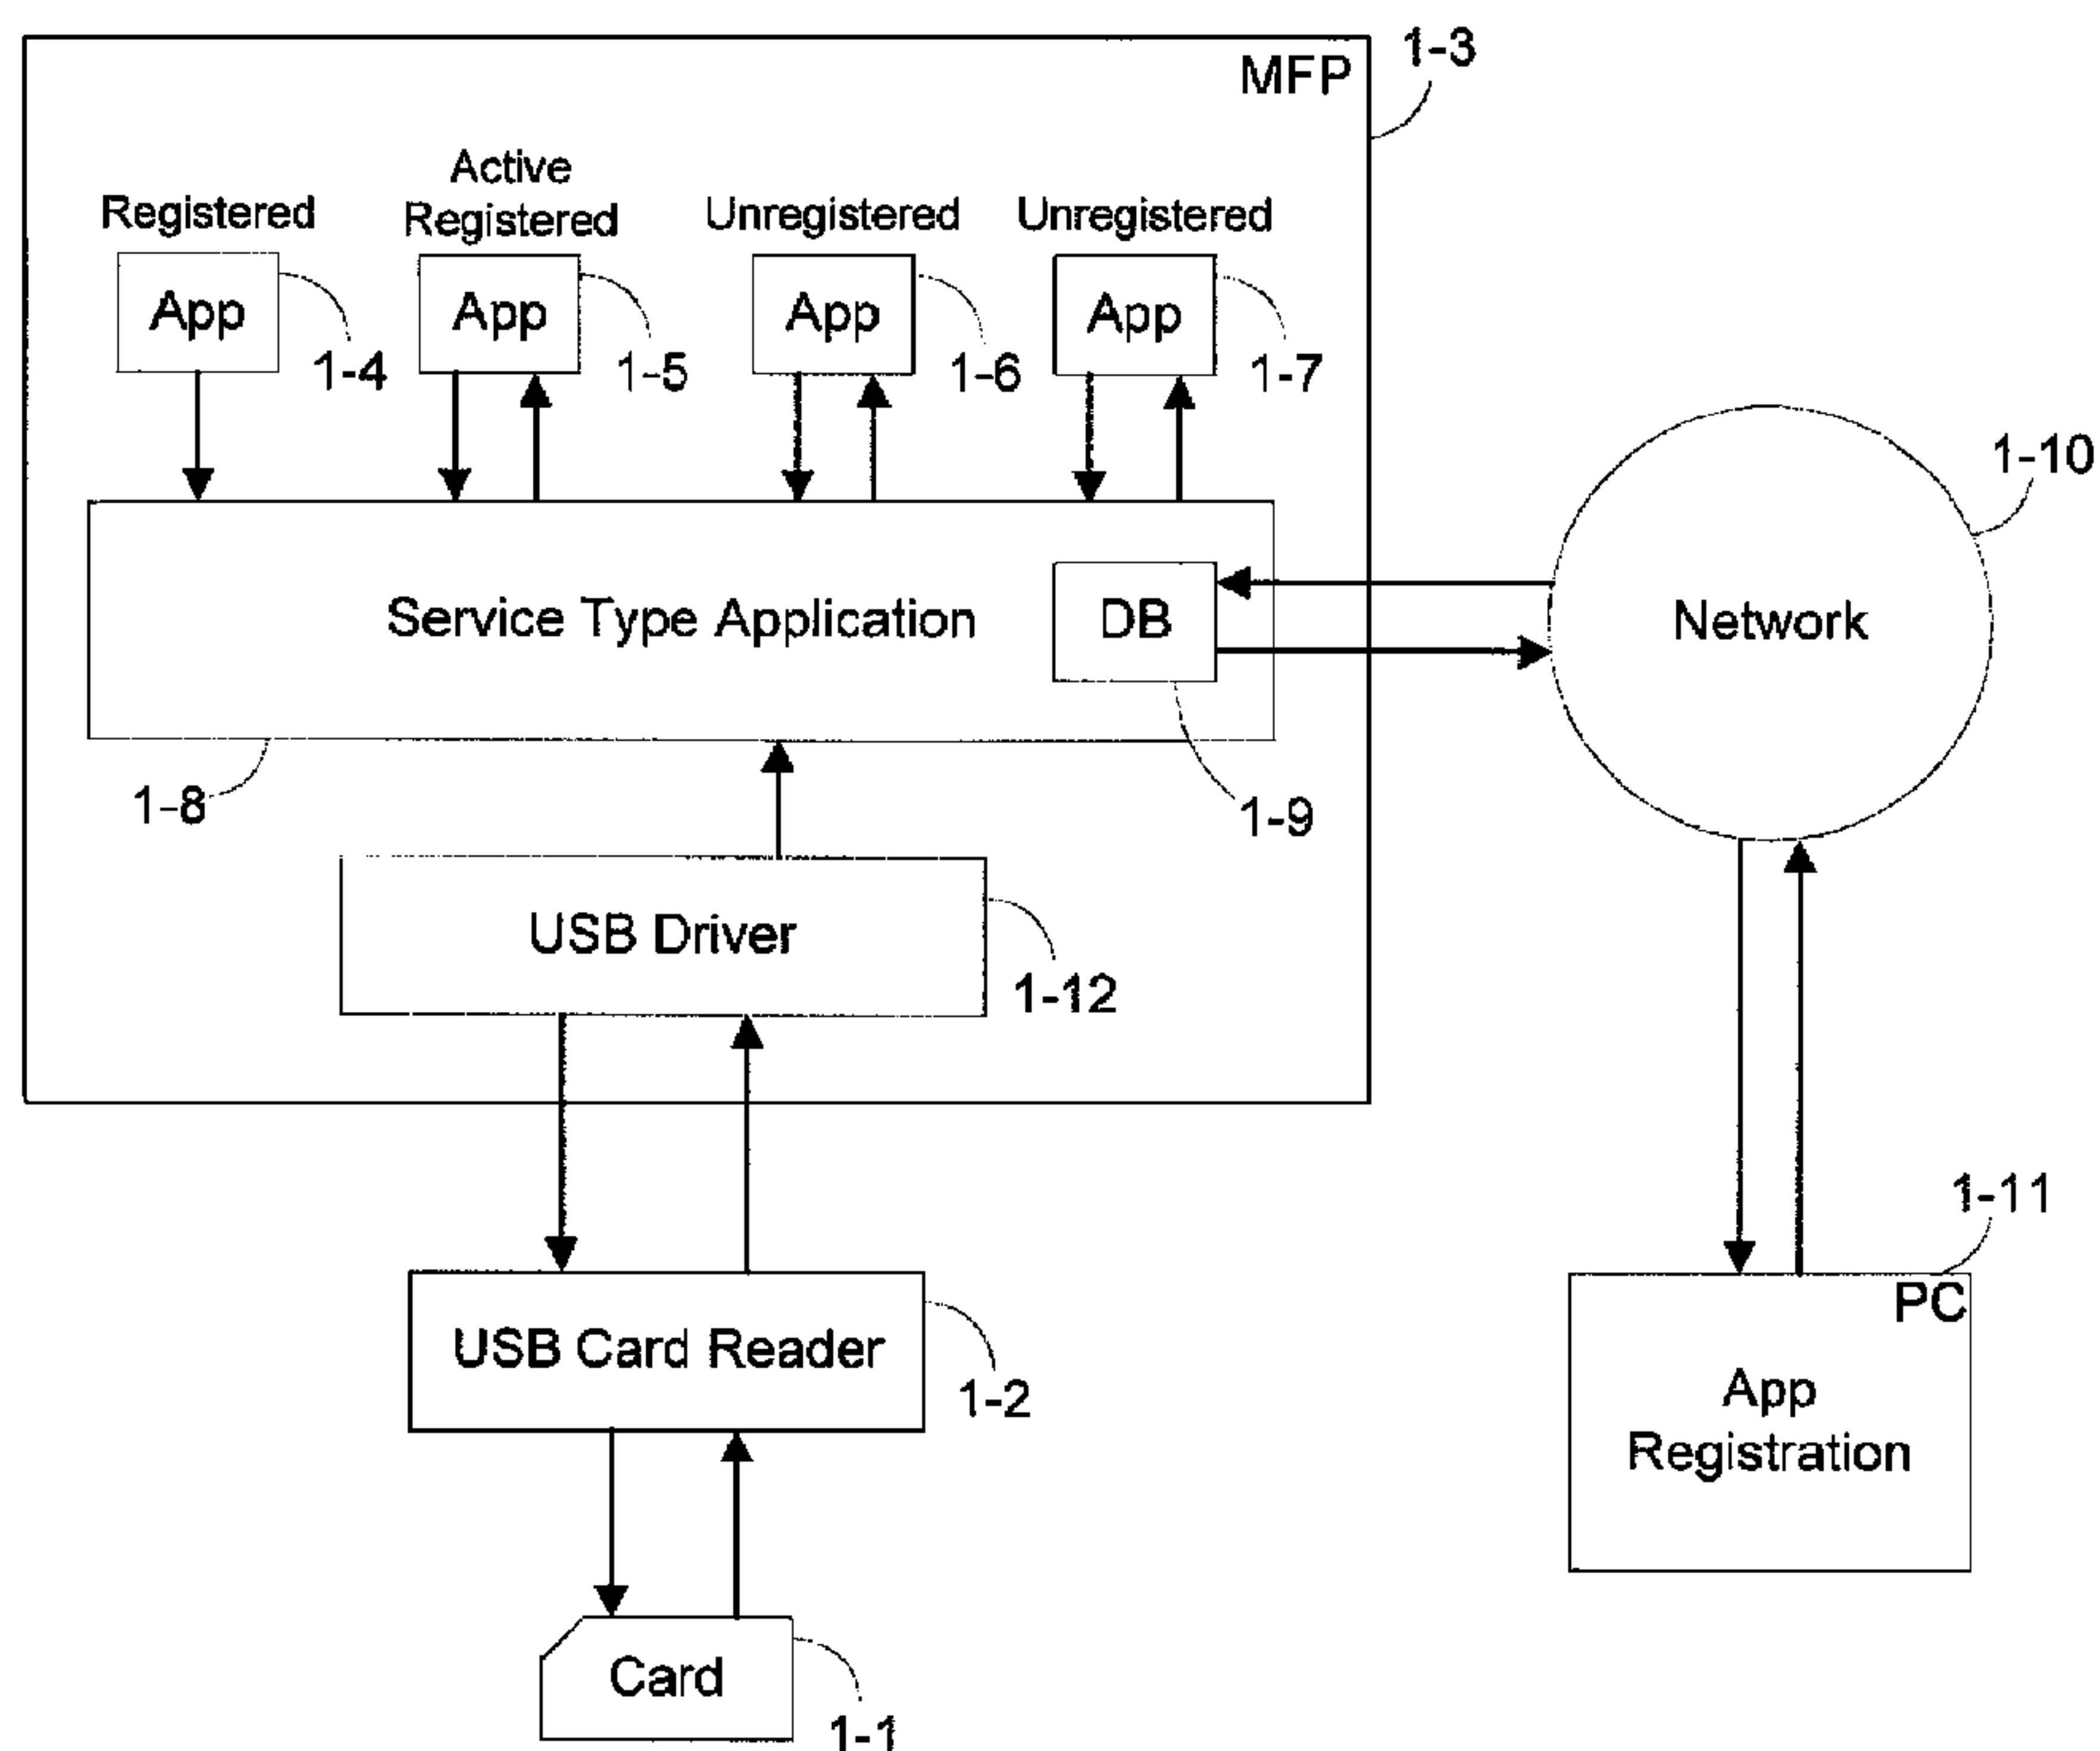 1-3
MFP
Active
Registered
Registered
Unregistered
Unregistered
App
App
App
App
1-4
1-5
1-6
1-7
1-10
Service Type Application
DB
Network
1-8
1-9
USB Driver
1-12
1-11
PC
USB Card Reader
1-2
App
Registration
Card
1-1